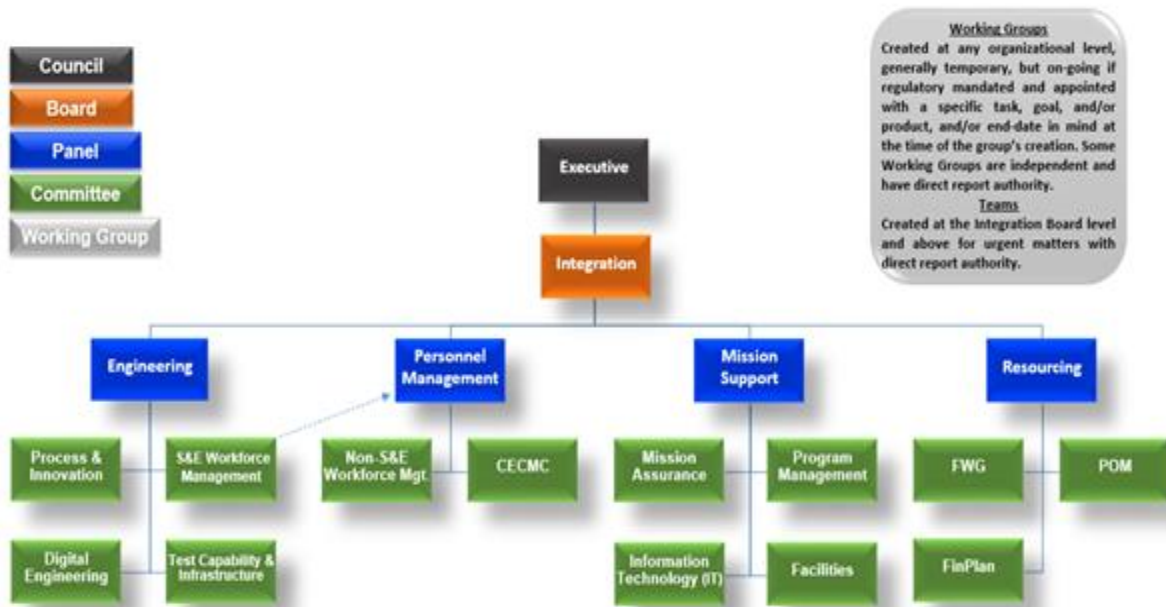 Council
Board
Panel
Committee
Working Group
Working Groups
Created at any organizational level,
generally temporary, but on-going if
regulatory mandated and appointed
with a specific task, goal, and/or
product, and/or end-date in mind at
the time of the group's creation. Some
Working Groups are independent and
have direct report authority.
Teams
Created at the Integration Board level
and above for urgent matters with
direct report authority.
Executive
Integration
Engineering
Personnel
Management
Mission
Support
Resourcing
Process &
Innovation
S&E Workforce
Management
Non-S&E
Workforce Mgt.
CECMC
Mission
Assurance
Program
Management
FWG
POM
Digital
Engineering
Test Capability &
Infrastructure
Information
Technology (IT)
Facilities
FinPlan